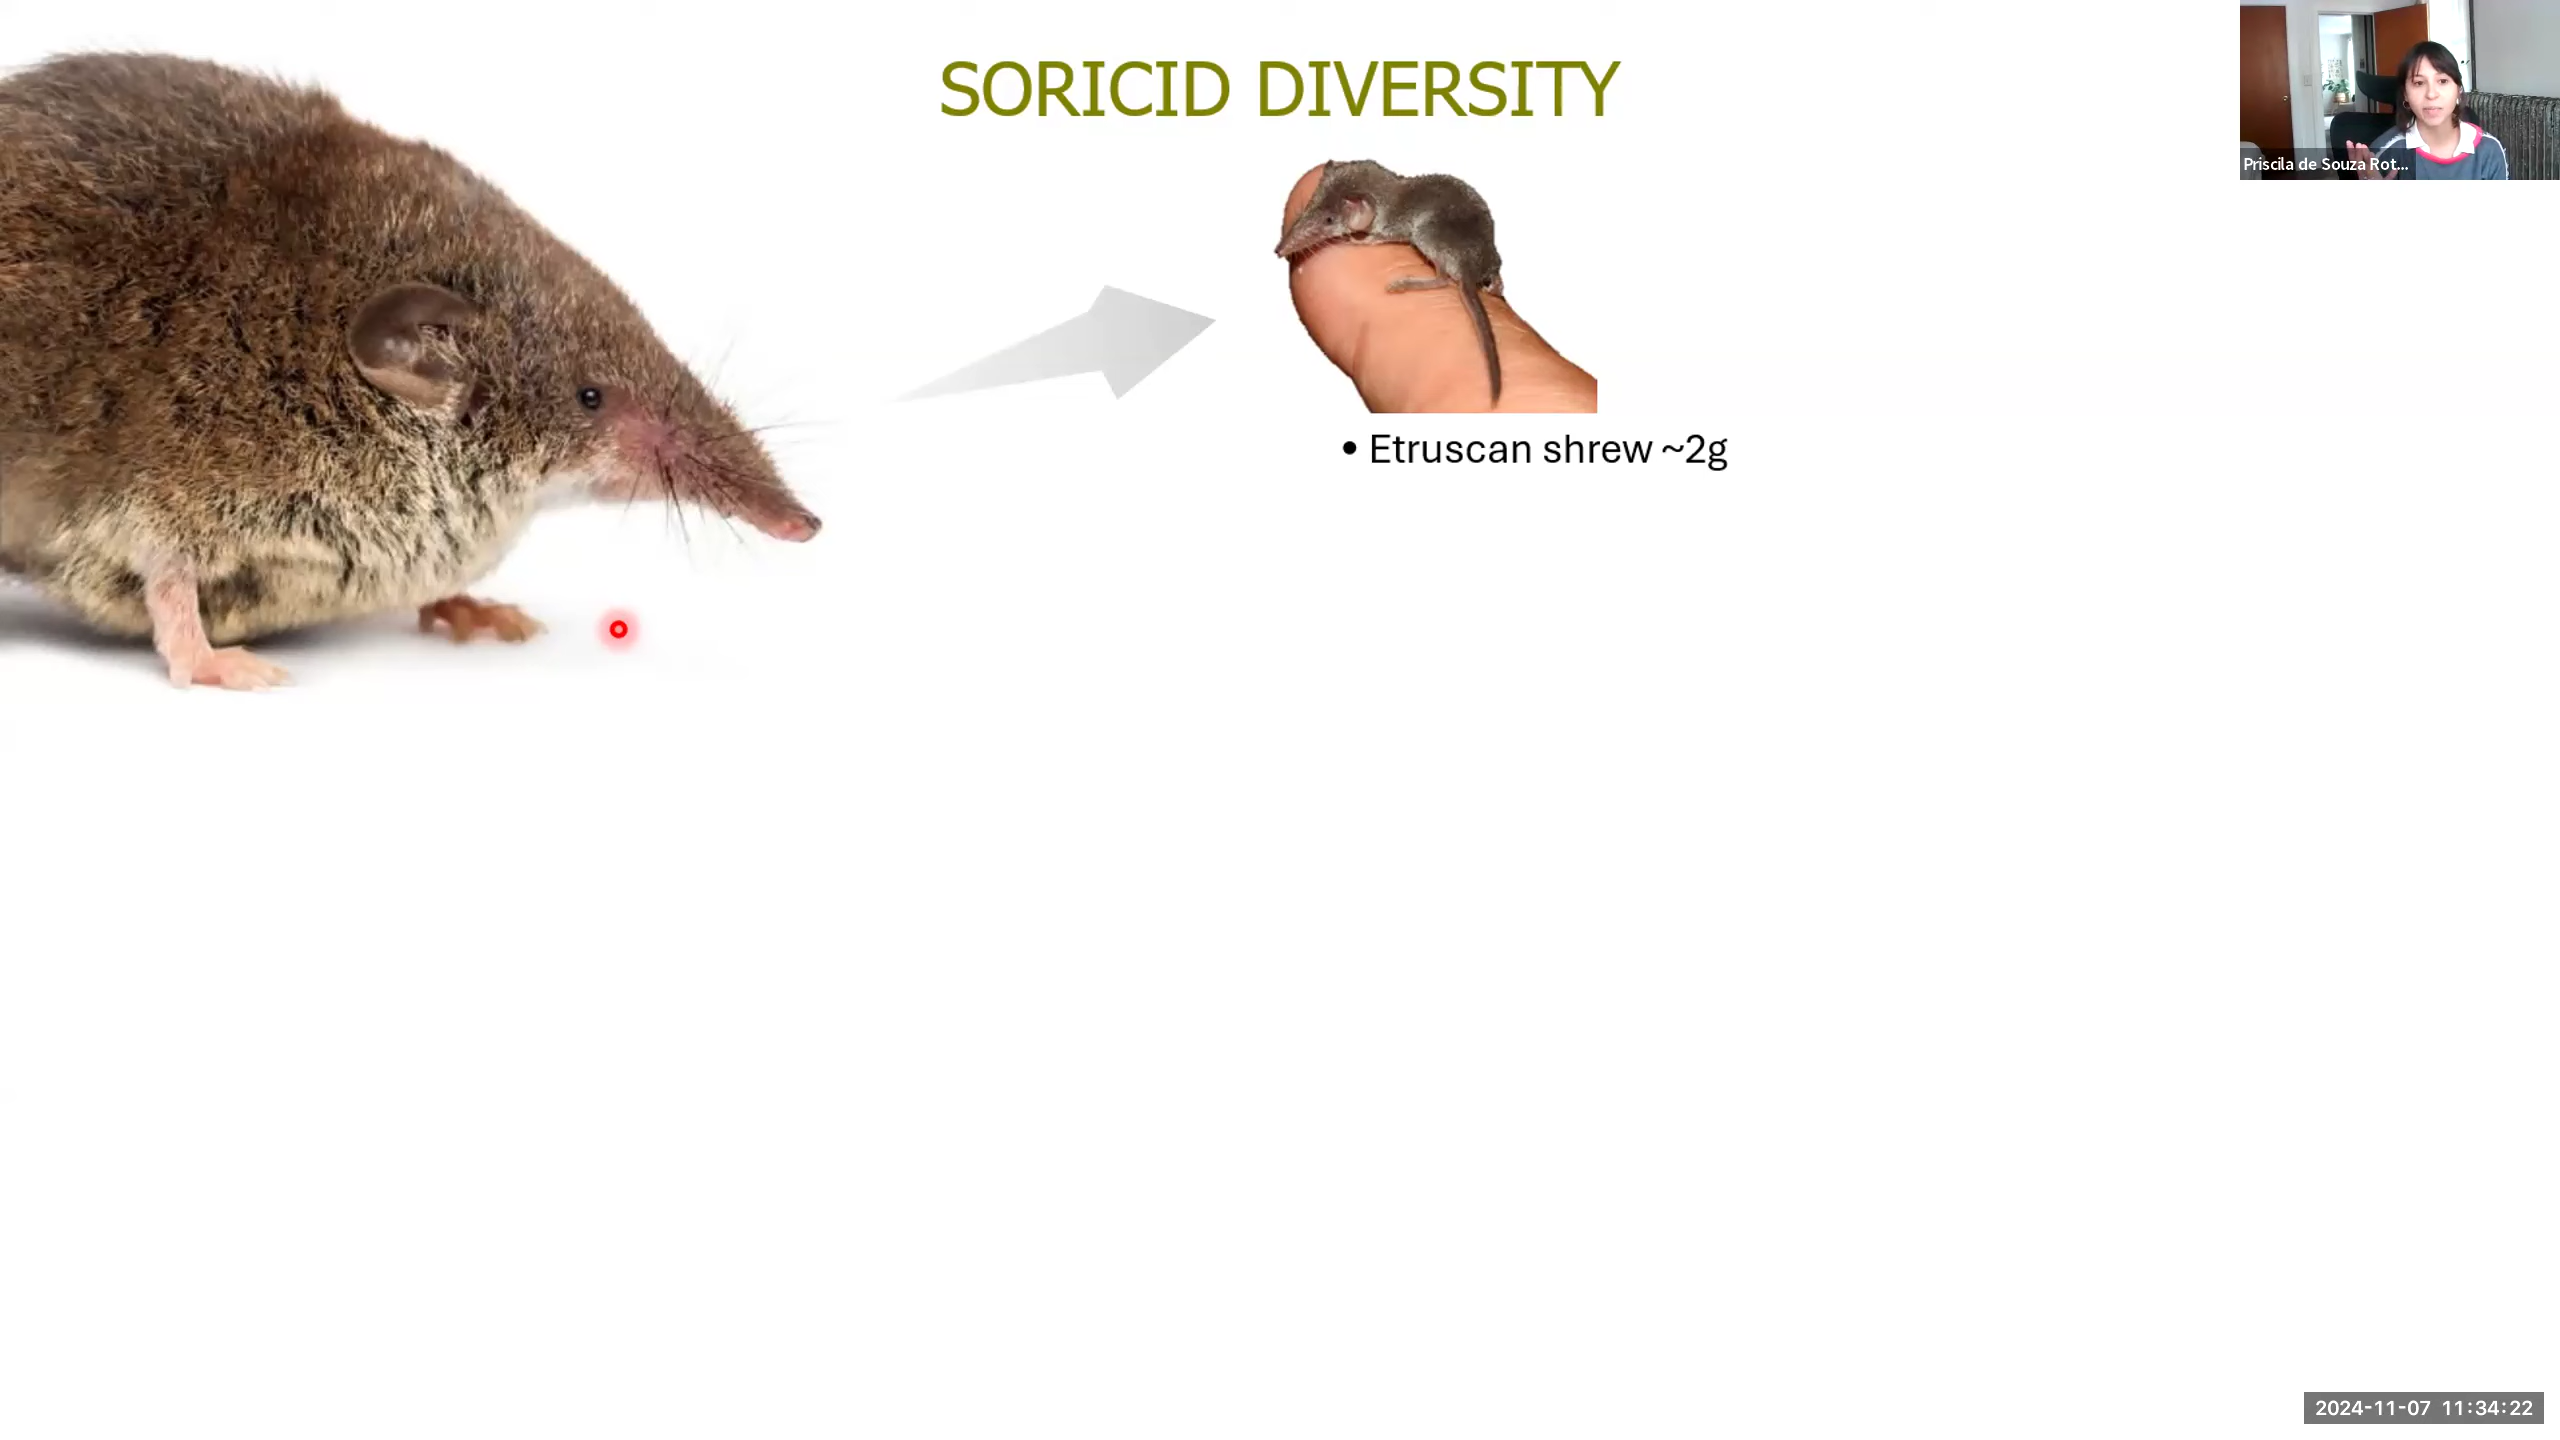 SORICID DIVERSITY
Priscila de Souza Rot...
• Etruscan shrew ~2g
2024-11-07 11:34:22